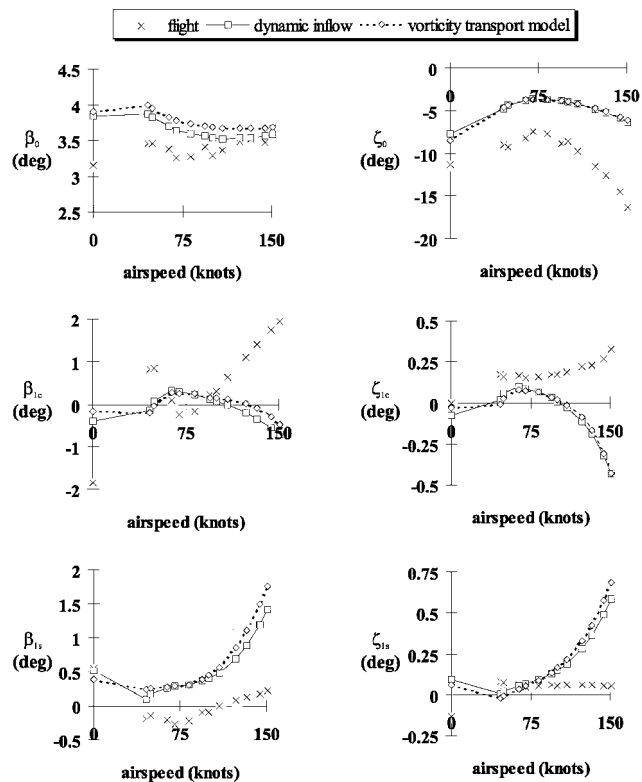 flight dynamic inflow vorticity transport model
4.5
4
3.5
3
2.5
β0
(deg)
0 75 150
airspeed (knots)
0
-5
-10
-15
-20
ζ0
(deg)
0 75 150
airspeed (knots)
2
1
0
-1
-2
β1c
(deg)
0 75 150
airspeed (knots)
0.5
0.25
0
-0.25
-0.5
ζ1c
(deg)
0 75 150
airspeed (knots)
2
1.5
1
0.5
0
-0.5
β1s
(deg)
0 75 150
airspeed (knots)
0.75
0.5
0.25
0
-0.25
ζ1s
(deg)
0 75 150
airspeed (knots)